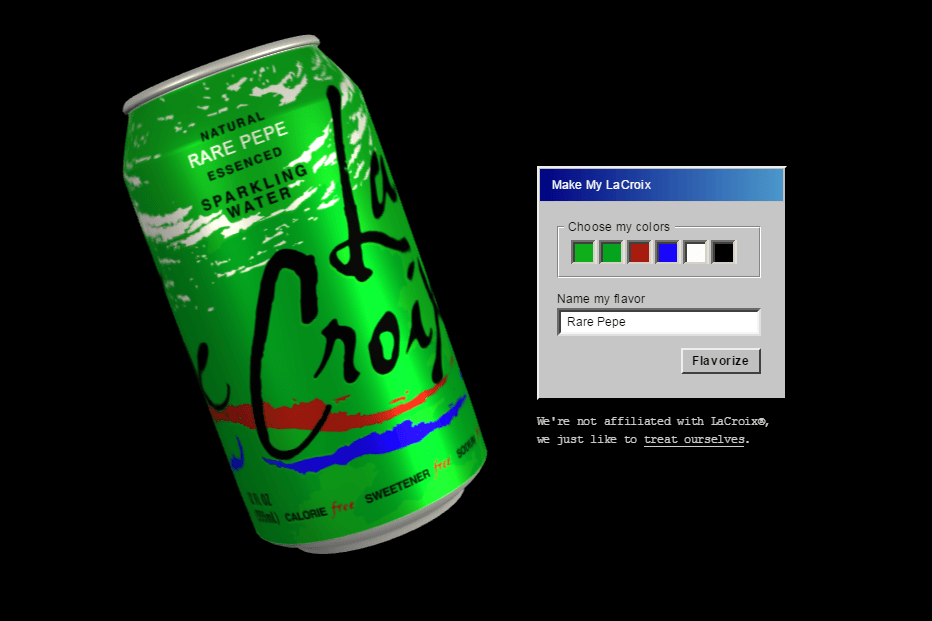 NATURAL
RARE PEPE
ESSENCED
SPARKLING
WATER
La
Croix
CALORIE free SWEETENER free SODIUM
Make My LaCroix
Choose my colors
Name my flavor
Rare Pepe
Flavorize
We're not affiliated with LaCroix®,
we just like to treat ourselves.